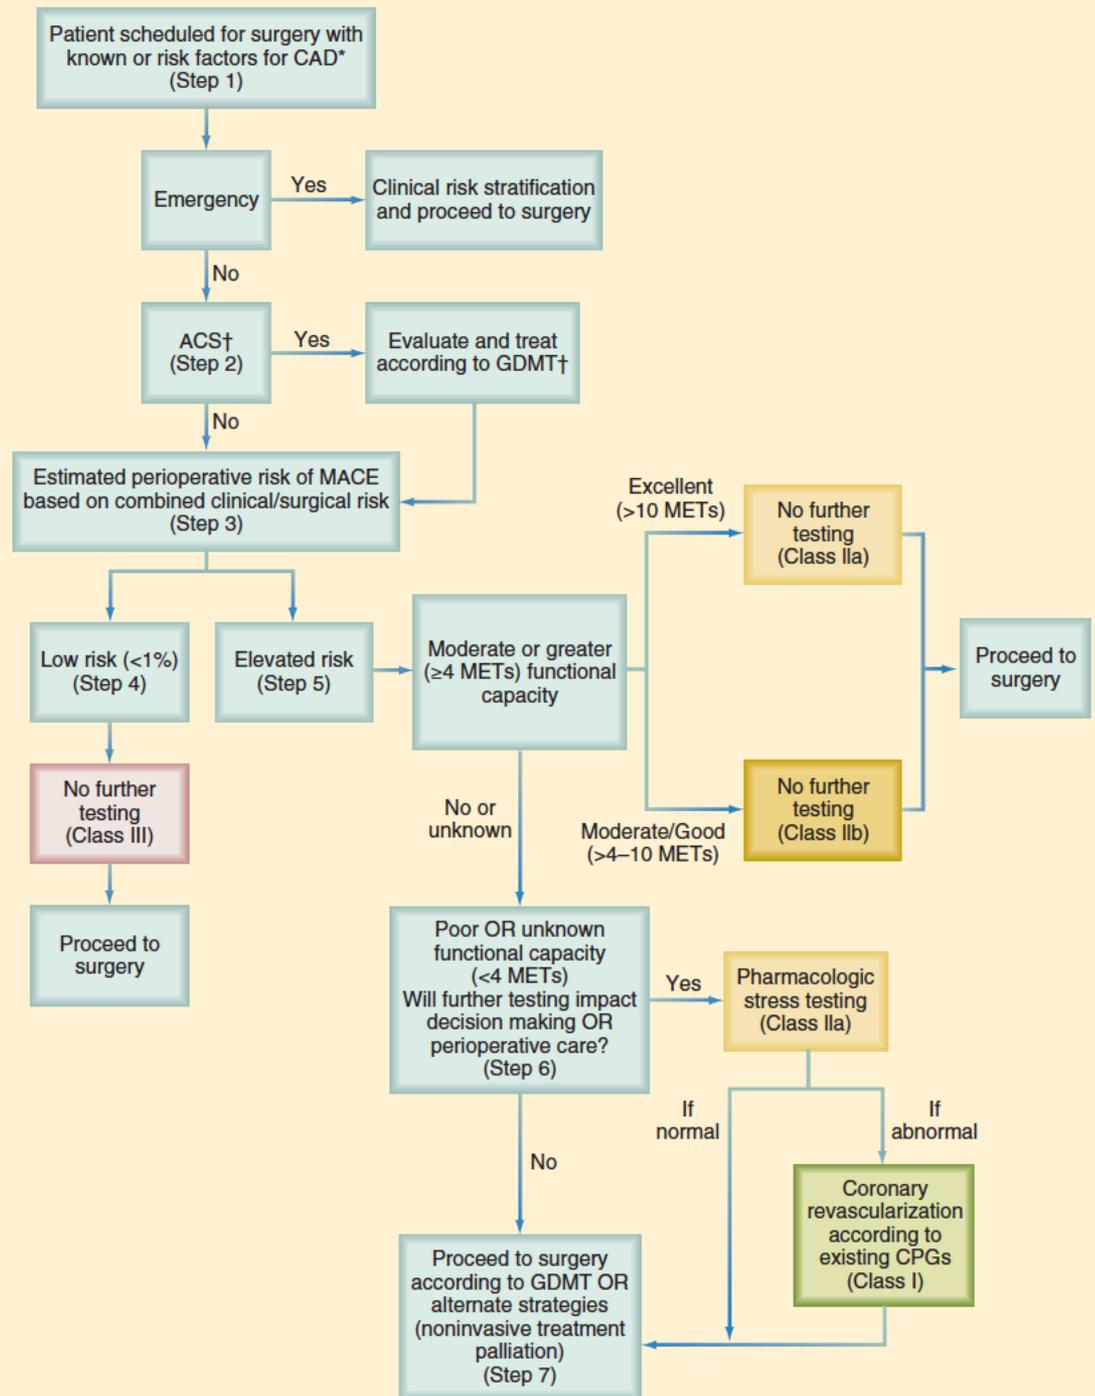 Patient scheduled for surgery with
known or risk factors for CAD*
(Step 1)
Emergency
Yes
Clinical risk stratification
and proceed to surgery
No
ACS†
(Step 2)
Yes
Evaluate and treat
according to GDMT†
No
Estimated perioperative risk of MACE
based on combined clinical/surgical risk
(Step 3)
Low risk (<1%)
(Step 4)
No further
testing
(Class III)
Proceed to
surgery
Elevated risk
(Step 5)
Moderate or greater
(≥4 METs) functional
capacity
Excellent
(>10 METs)
No further
testing
(Class IIa)
Moderate/Good
(>4–10 METs)
No further
testing
(Class IIb)
Proceed to
surgery
No or
unknown
Poor OR unknown
functional capacity
(<4 METs)
Will further testing impact
decision making OR
perioperative care?
(Step 6)
Yes
Pharmacologic
stress testing
(Class IIa)
If
normal
If
abnormal
Coronary
revascularization
according to
existing CPGs
(Class I)
No
Proceed to surgery
according to GDMT OR
alternate strategies
(noninvasive treatment
palliation)
(Step 7)